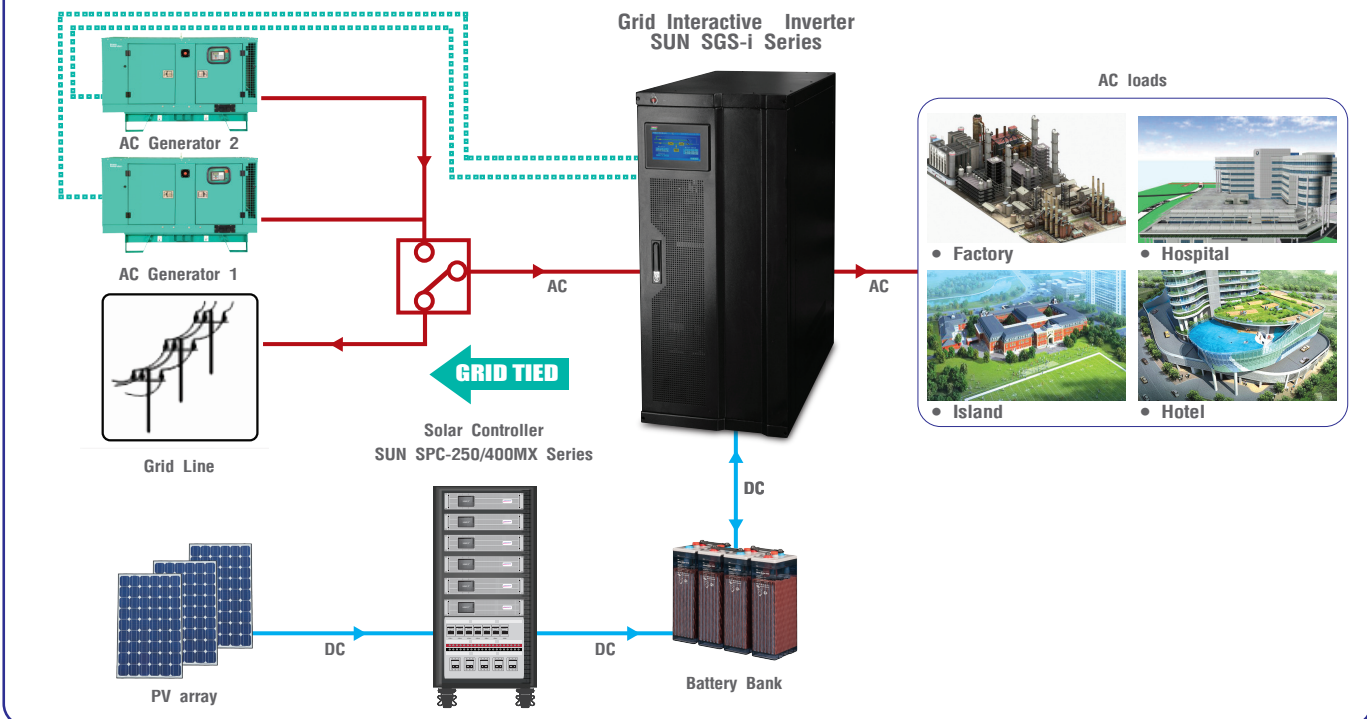 Grid Interactive Inverter
SUN SGS-i Series
AC loads
AC Generator 2
AC Generator 1
AC
AC
• Factory
• Hospital
• Island
• Hotel
GRID TIED
Grid Line
Solar Controller
SUN SPC-250/400MX Series
DC
DC
DC
PV array
Battery Bank